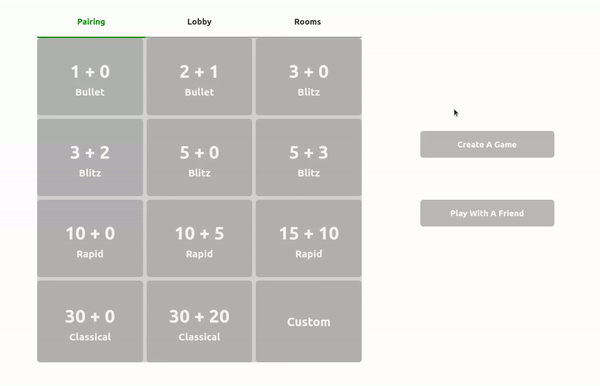 Pairing
Lobby
Rooms
1 + 0
Bullet
2 + 1
Bullet
3 + 0
Blitz
3 + 2
Blitz
5 + 0
Blitz
5 + 3
Blitz
10 + 0
Rapid
10 + 5
Rapid
15 + 10
Rapid
30 + 0
Classical
30 + 20
Classical
Custom
Create A Game
Play With A Friend